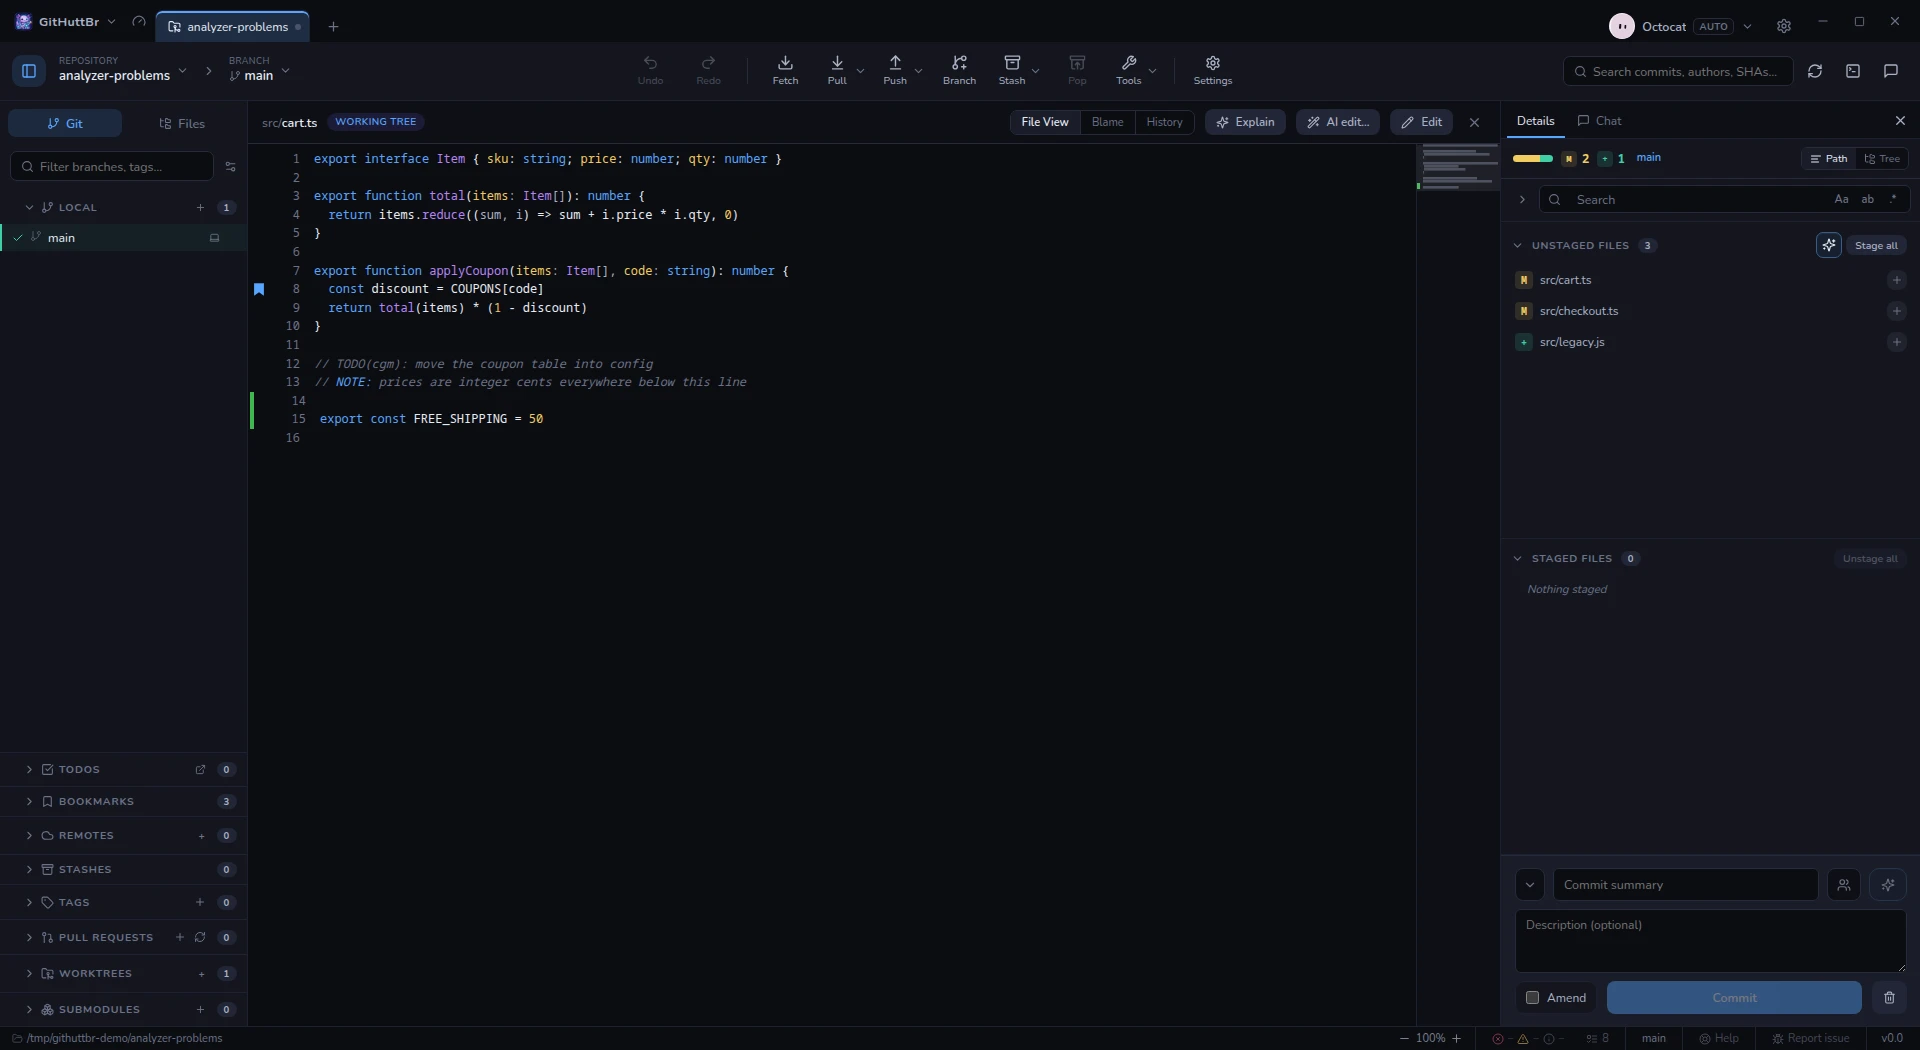 GitHuttBr
analyzer-problems
Octocat AUTO
REPOSITORY
analyzer-problems
BRANCH
main
Undo
Redo
Fetch
Pull
Push
Branch
Stash
Pop
Tools
Settings
Search commits, authors, SHAs...
Git
Files
Filter branches, tags...
LOCAL 1
main
TODOS 0
BOOKMARKS 3
REMOTES 0
STASHES 0
TAGS 0
PULL REQUESTS 0
WORKTREES 1
SUBMODULES 0
src/cart.ts WORKING TREE
File View
Blame
History
Explain
AI edit...
Edit
1 export interface Item { sku: string; price: number; qty: number }
2
3 export function total(items: Item[]): number {
4 return items.reduce((sum, i) => sum + i.price * i.qty, 0)
5 }
6
7 export function applyCoupon(items: Item[], code: string): number {
8 const discount = COUPONS[code]
9 return total(items) * (1 - discount)
10 }
11
12 // TODO(cgm): move the coupon table into config
13 // NOTE: prices are integer cents everywhere below this line
14
15 export const FREE_SHIPPING = 50
16
Details
Chat
M 2 + 1 main
Path
Tree
Search Aa ab .*
UNSTAGED FILES 3
Stage all
M src/cart.ts +
M src/checkout.ts +
+ src/legacy.js +
STAGED FILES 0
Unstage all
Nothing staged
Commit summary
Description (optional)
Amend
Commit
/tmp/githuttbr-demo/analyzer-problems
— 100% +
8
main
Help
Report issue
v0.0